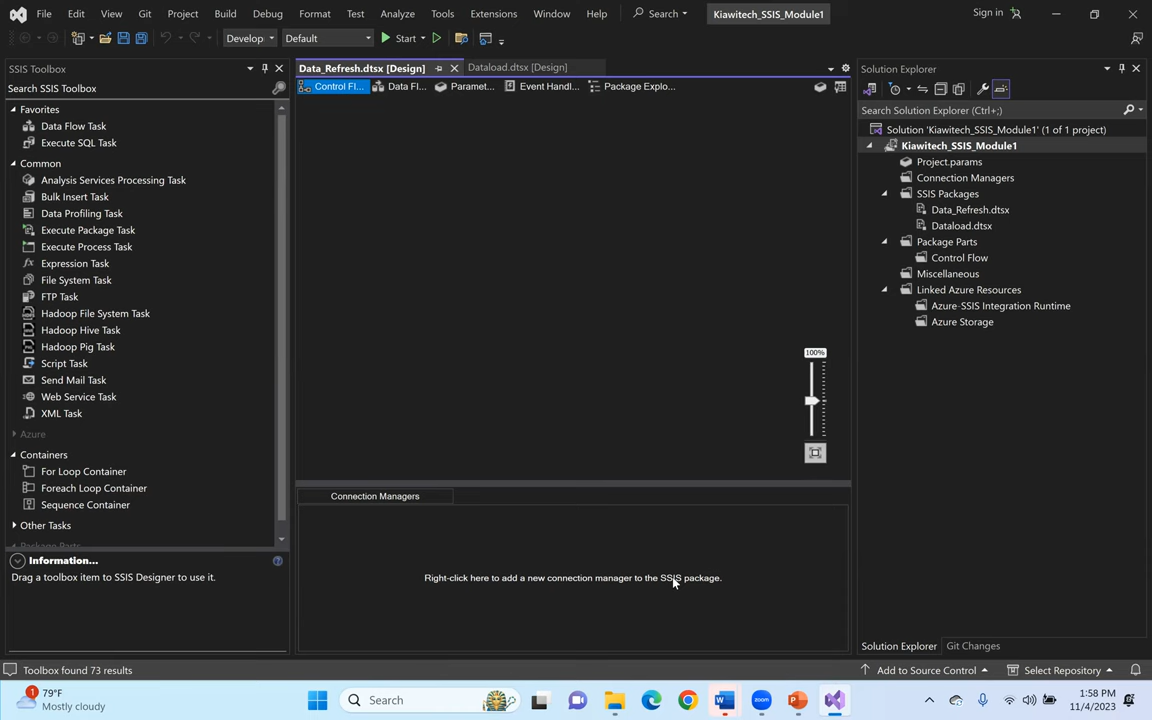 File Edit View Git Project Build Debug Format Test Analyze Tools Extensions Window Help Search Kiawitech_SSIS_Module1 Sign in
Develop Default Start
SSIS Toolbox
Search SSIS Toolbox
Favorites
Data Flow Task
Execute SQL Task
Common
Analysis Services Processing Task
Bulk Insert Task
Data Profiling Task
Execute Package Task
Execute Process Task
Expression Task
File System Task
FTP Task
Hadoop File System Task
Hadoop Hive Task
Hadoop Pig Task
Script Task
Send Mail Task
Web Service Task
XML Task
Azure
Containers
For Loop Container
Foreach Loop Container
Sequence Container
Other Tasks
Package Parts
Information...
Drag a toolbox item to SSIS Designer to use it.
Data_Refresh.dtsx [Design] Dataload.dtsx [Design]
Control Fl... Data Fl... Paramet... Event Handl... Package Explo...
100%
Connection Managers
Right-click here to add a new connection manager to the SSIS package.
Solution Explorer
Search Solution Explorer (Ctrl+;)
Solution 'Kiawitech_SSIS_Module1' (1 of 1 project)
Kiawitech_SSIS_Module1
Project.params
Connection Managers
SSIS Packages
Data_Refresh.dtsx
Dataload.dtsx
Package Parts
Control Flow
Miscellaneous
Linked Azure Resources
Azure-SSIS Integration Runtime
Azure Storage
Solution Explorer Git Changes
Toolbox found 73 results Add to Source Control Select Repository
1 79°F
Mostly cloudy
Search
1:58 PM
11/4/2023